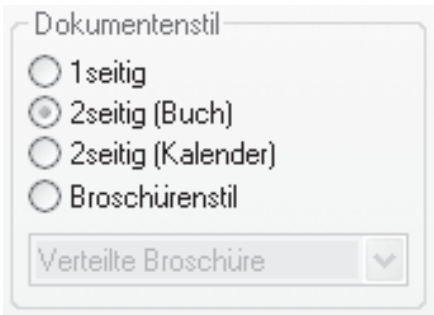 Dokumentenstil
1seitig
2seitig (Buch)
2seitig (Kalender)
Broschürenstil
Verteilte Broschüre